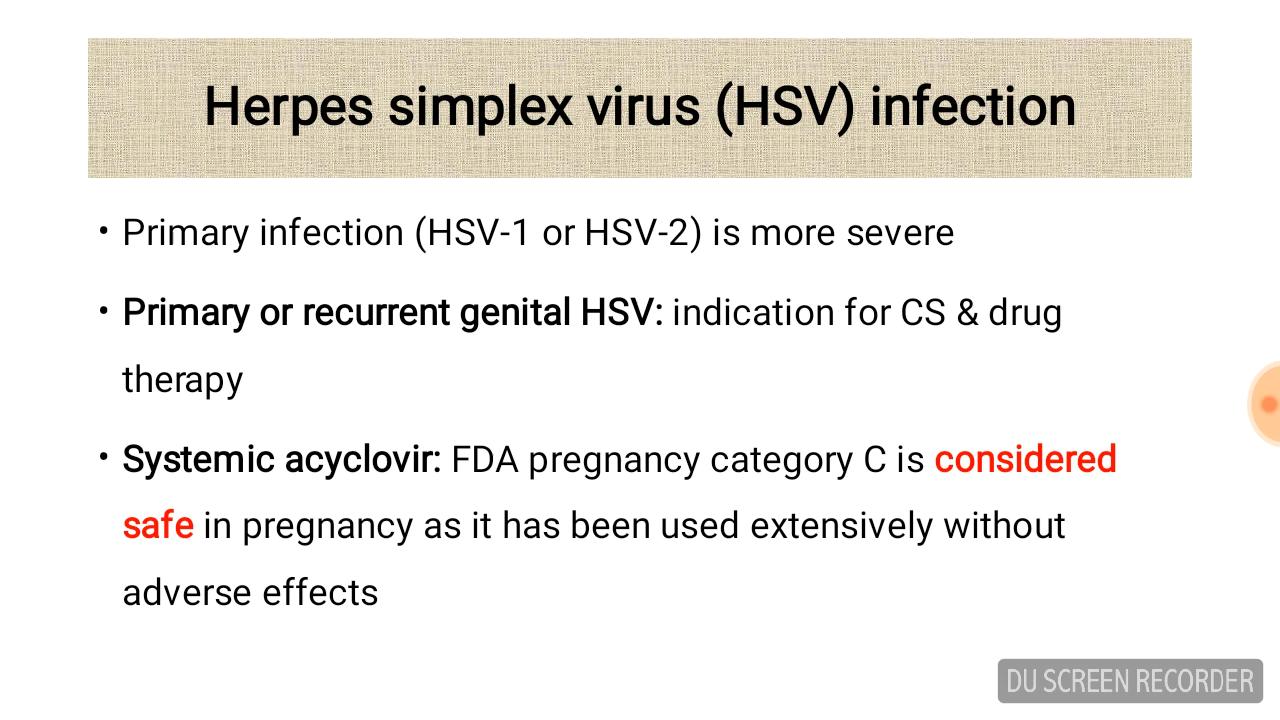 Herpes simplex virus (HSV) infection
• Primary infection (HSV-1 or HSV-2) is more severe
• Primary or recurrent genital HSV: indication for CS & drug
therapy
• Systemic acyclovir: FDA pregnancy category C is considered
safe in pregnancy as it has been used extensively without
adverse effects
DU SCREEN RECORDER